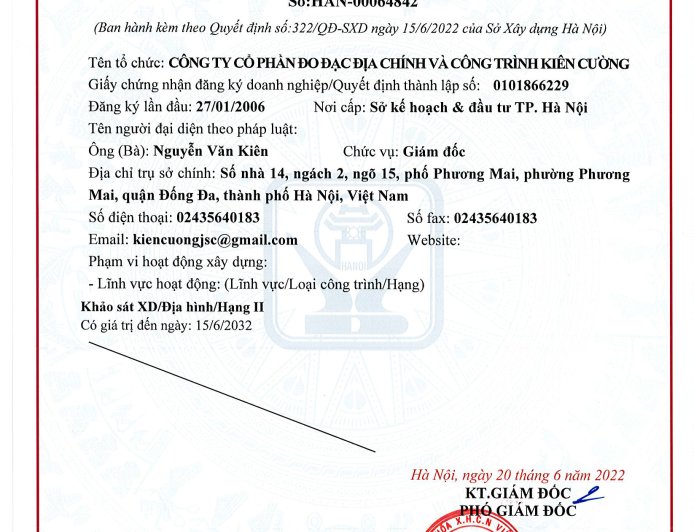 Số:HAN-00064842
(Ban hành kèm theo Quyết định số:322/QĐ-SXD ngày 15/6/2022 của Sở Xây dựng Hà Nội)
Tên tổ chức: CÔNG TY CỔ PHẦN ĐO ĐẠC ĐỊA CHÍNH VÀ CÔNG TRÌNH KIÊN CƯỜNG
Giấy chứng nhận đăng ký doanh nghiệp/Quyết định thành lập số: 0101866229
Đăng ký lần đầu: 27/01/2006 Nơi cấp: Sở kế hoạch & đầu tư TP. Hà Nội
Tên người đại diện theo pháp luật:
Ông (Bà): Nguyễn Văn Kiên Chức vụ: Giám đốc
Địa chỉ trụ sở chính: Số nhà 14, ngách 2, ngõ 15, phố Phương Mai, phường Phương
Mai, quận Đống Đa, thành phố Hà Nội, Việt Nam
Số điện thoại: 02435640183 Số fax: 02435640183
Email: kiencuongjsc@gmail.com Website:
Phạm vi hoạt động xây dựng:
HANOI
- Lĩnh vực hoạt động: (Lĩnh vực/Loại công trình/Hạng)
Khảo sát XD/Địa hình/Hạng II
Có giá trị đến ngày: 15/6/2032
Hà Nội, ngày 20 tháng 6 năm 2022
KT.GIÁM ĐỐC
PHÓ GIÁM ĐỐC
X.H.C.N